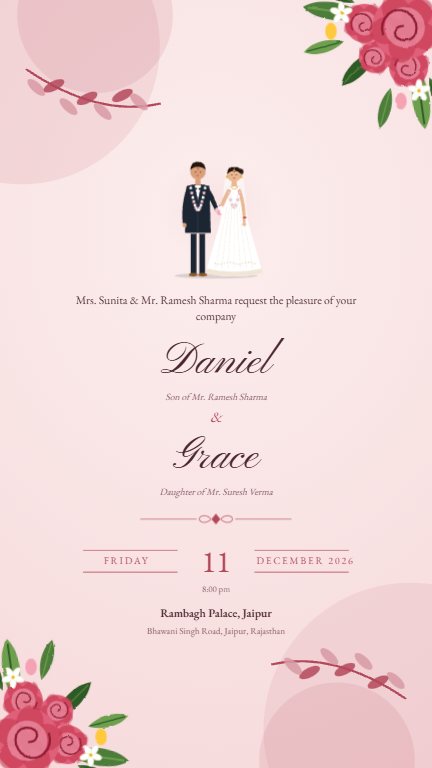 Mrs. Sunita & Mr. Ramesh Sharma request the pleasure of your
company
Daniel
Son of Mr. Ramesh Sharma
&
Grace
Daughter of Mr. Suresh Verma
FRIDAY 11 DECEMBER 2026
8:00 pm
Rambagh Palace, Jaipur
Bhawani Singh Road, Jaipur, Rajasthan